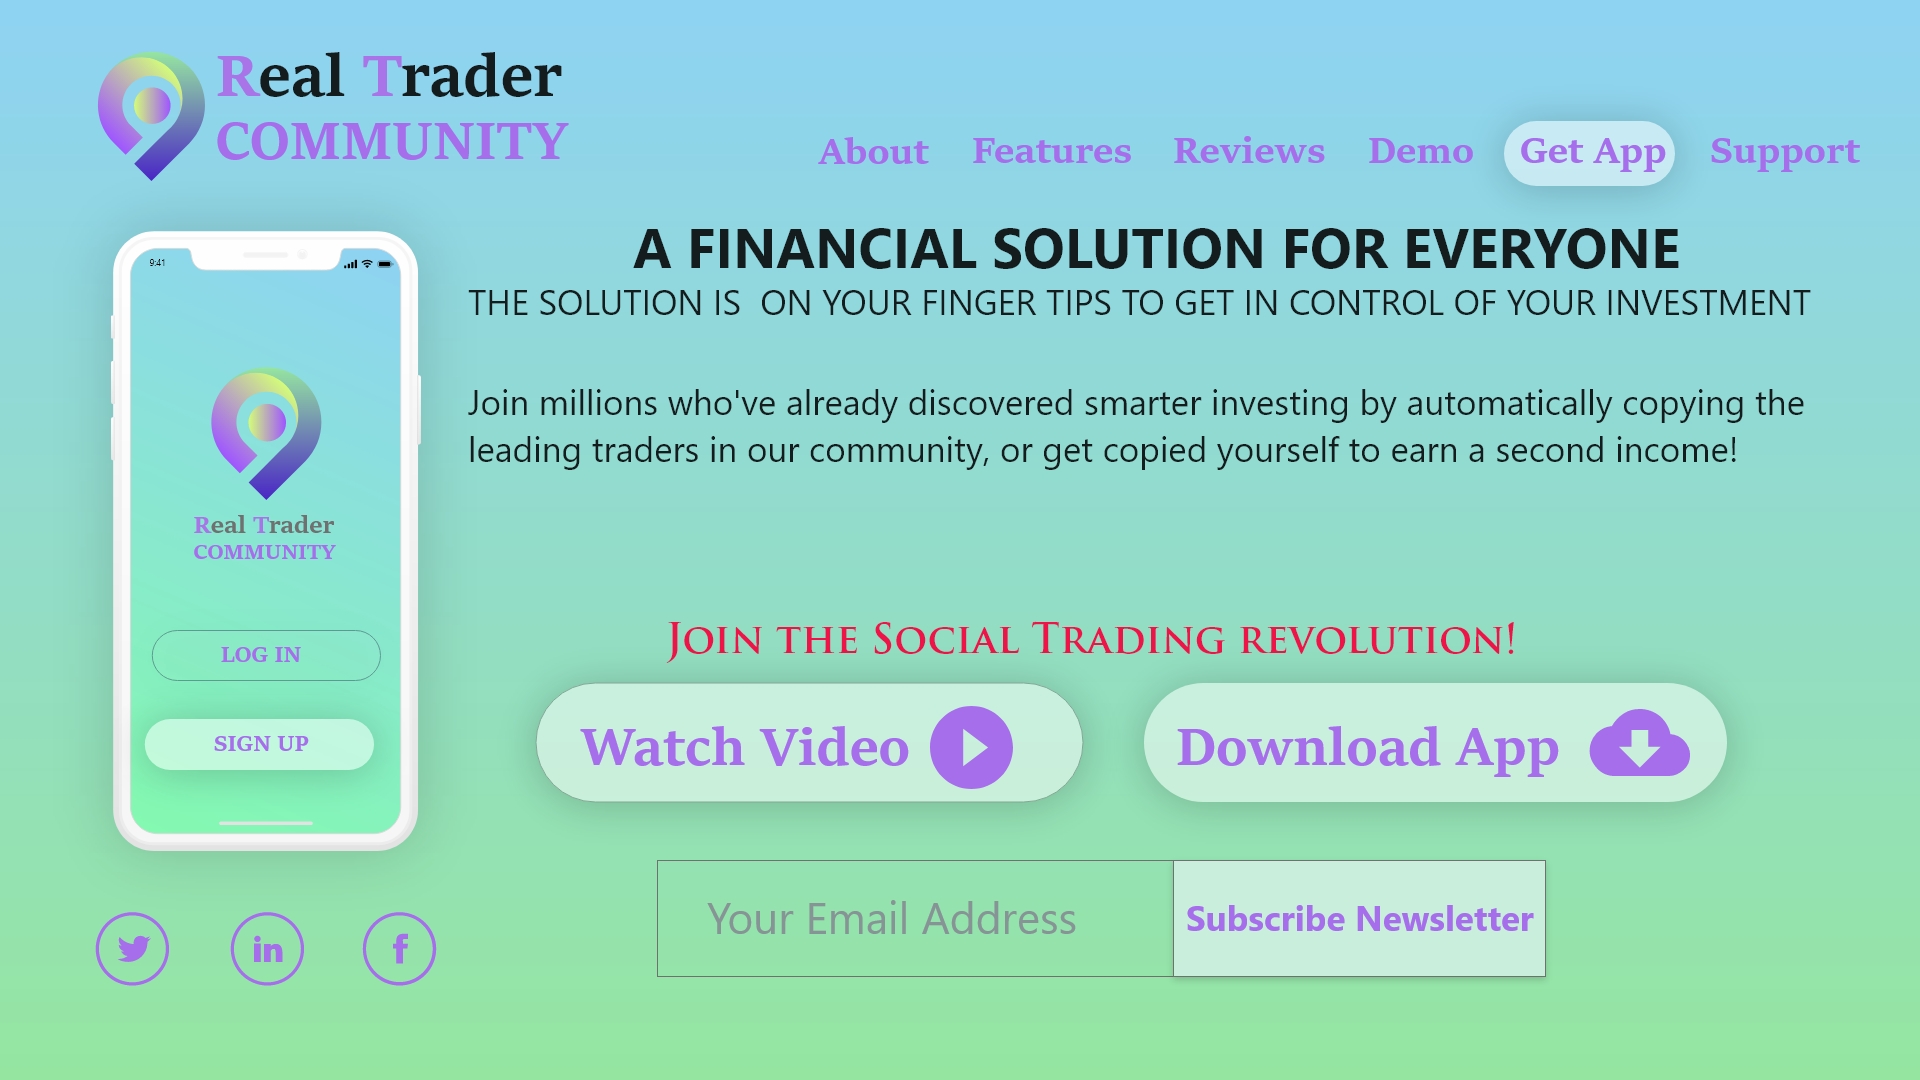 Real Trader
COMMUNITY
About Features Reviews Demo Get App Support
9:41
Real Trader
COMMUNITY
LOG IN
SIGN UP
A FINANCIAL SOLUTION FOR EVERYONE
THE SOLUTION IS  ON YOUR FINGER TIPS TO GET IN CONTROL OF YOUR INVESTMENT
Join millions who've already discovered smarter investing by automatically copying the
leading traders in our community, or get copied yourself to earn a second income!
Join the Social Trading revolution!
Watch Video
Download App
Your Email Address
Subscribe Newsletter
in
f